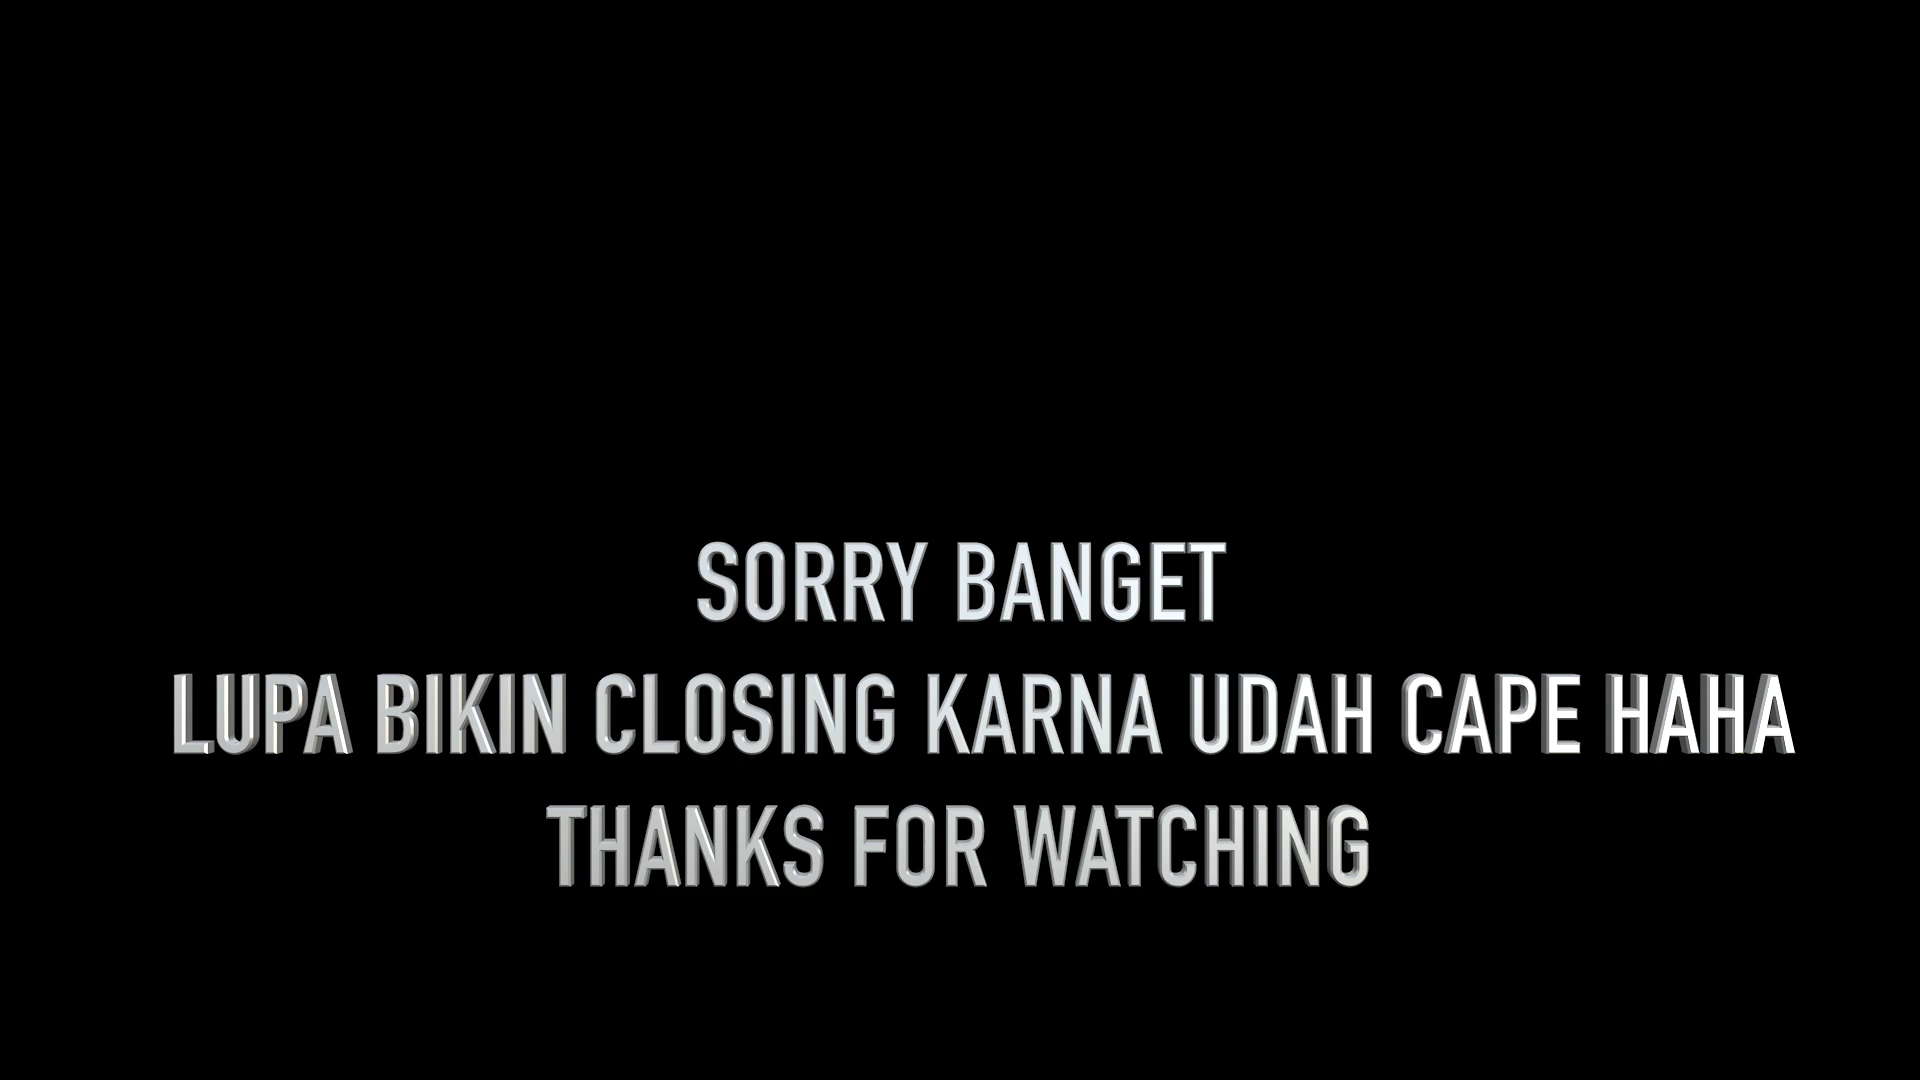 SORRY BANGET
LUPA BIKIN CLOSING KARNA UDAH CAPE HAHA
THANKS FOR WATCHING